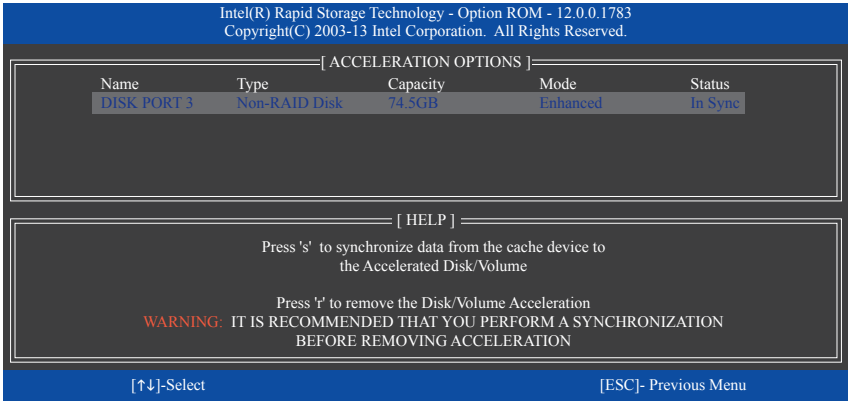 Intel(R) Rapid Storage Technology - Option ROM - 12.0.0.1783
Copyright(C) 2003-13 Intel Corporation.  All Rights Reserved.
[ ACCELERATION OPTIONS ]
Name Type Capacity Mode Status
DISK PORT 3 Non-RAID Disk 74.5GB Enhanced In Sync
[ HELP ]
Press 's'  to synchronize data from the cache device to
the Accelerated Disk/Volume
Press 'r' to remove the Disk/Volume Acceleration
WARNING:  IT IS RECOMMENDED THAT YOU PERFORM A SYNCHRONIZATION
BEFORE REMOVING ACCELERATION
[↑↓]-Select [ESC]- Previous Menu